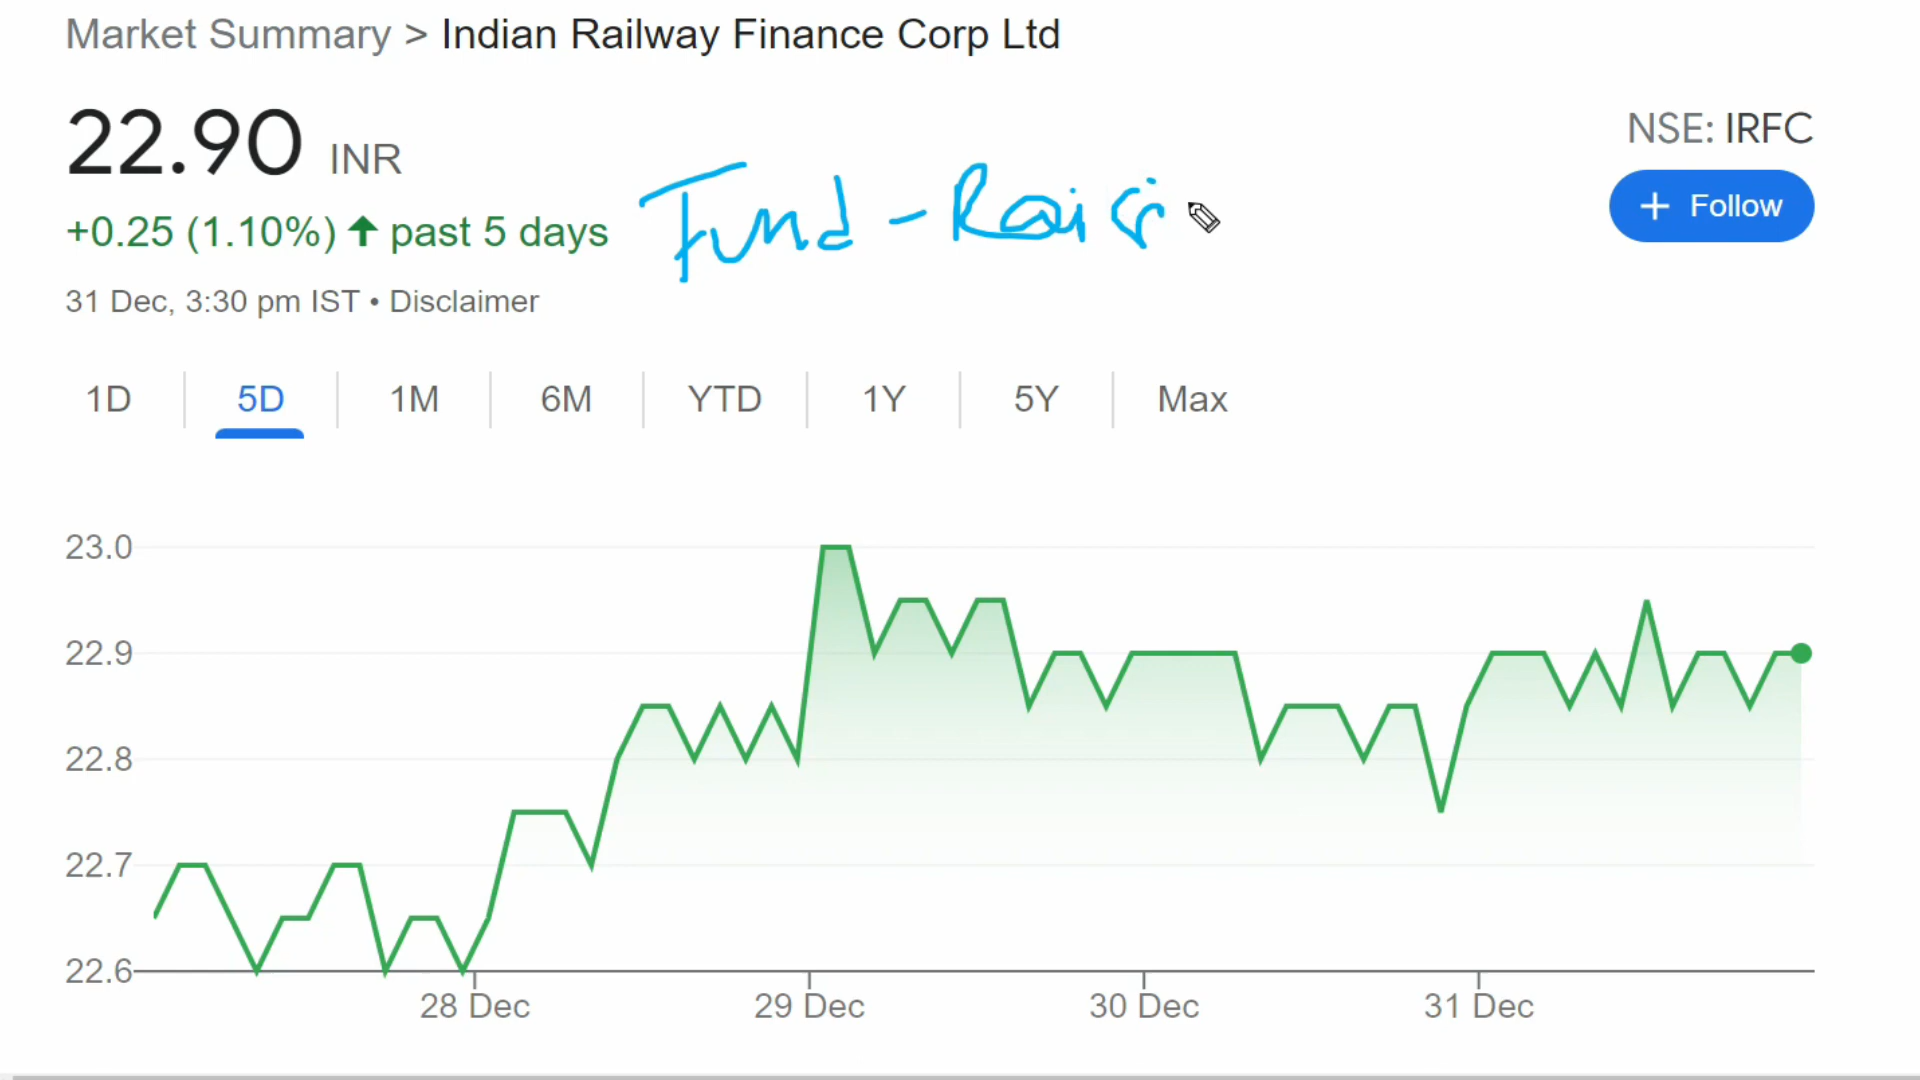 Market Summary > Indian Railway Finance Corp Ltd
22.90 INR
NSE: IRFC
Fund - Raisi
+ Follow
+0.25 (1.10%) ↑ past 5 days
31 Dec, 3:30 pm IST • Disclaimer
1D 5D 1M 6M YTD 1Y 5Y Max
23.0
22.9
22.8
22.7
22.6
28 Dec 29 Dec 30 Dec 31 Dec